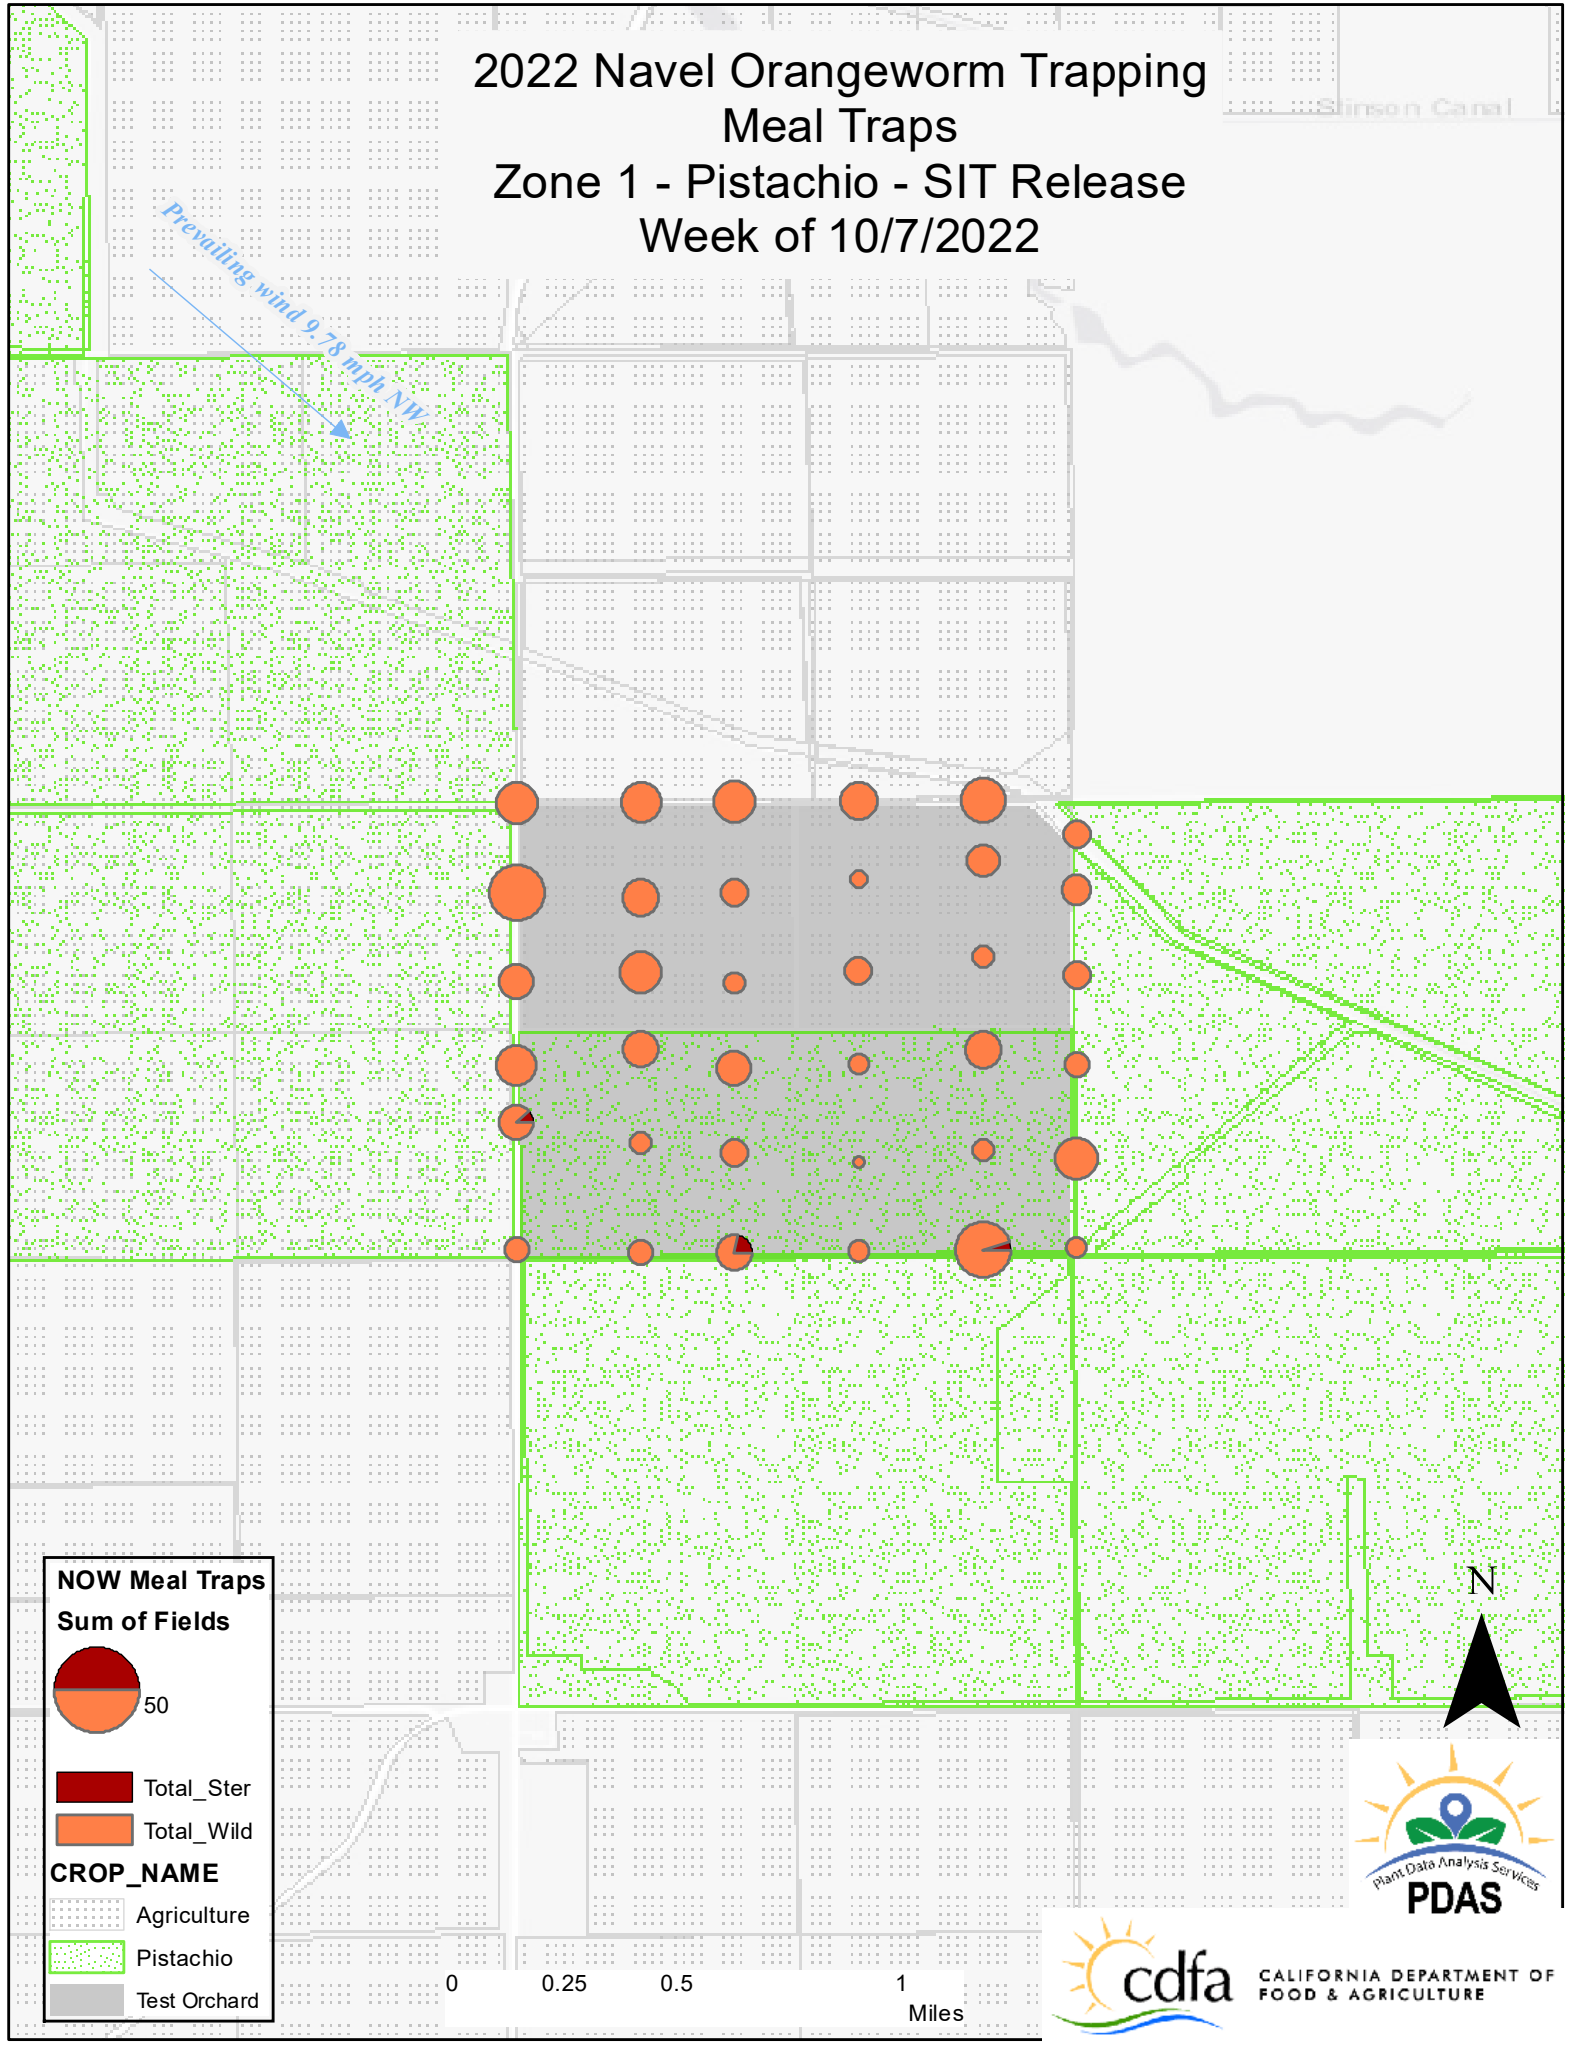 2022 Navel Orangeworm Trapping
Meal Traps
Zone 1 - Pistachio - SIT Release
Week of 10/7/2022
Stinson Canal
Prevailing wind 9.78 mph NW
NOW Meal Traps
Sum of Fields
50
Total_Ster
Total_Wild
CROP_NAME
Agriculture
Pistachio
Test Orchard
0 0.25 0.5 1
Miles
N
Plant Data Analysis Services
PDAS
cdfa
CALIFORNIA DEPARTMENT OF
FOOD & AGRICULTURE